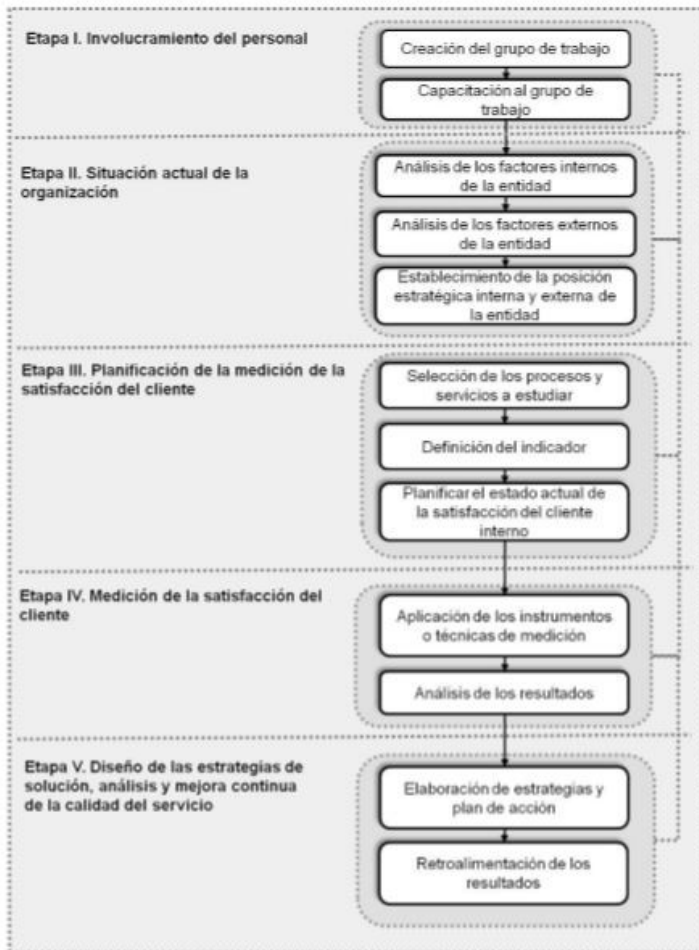 Etapa I. Involucramiento del personal
Creación del grupo de trabajo
Capacitación al grupo de
trabajo
Etapa II. Situación actual de la
organización
Análisis de los factores internos
de la entidad
Análisis de los factores externos
de la entidad
Establecimiento de la posición
estratégica interna y externa de
la entidad
Etapa III. Planificación de la medición de la
satisfacción del cliente
Selección de los procesos y
servicios a estudiar
Definición del indicador
Planificar el estado actual de
la satisfacción del cliente
interno
Etapa IV. Medición de la satisfacción del
cliente
Aplicación de los instrumentos
o técnicas de medición
Análisis de los resultados
Etapa V. Diseño de las estrategias de
solución, análisis y mejora continua
de la calidad del servicio
Elaboración de estrategias y
plan de acción
Retroalimentación de los
resultados